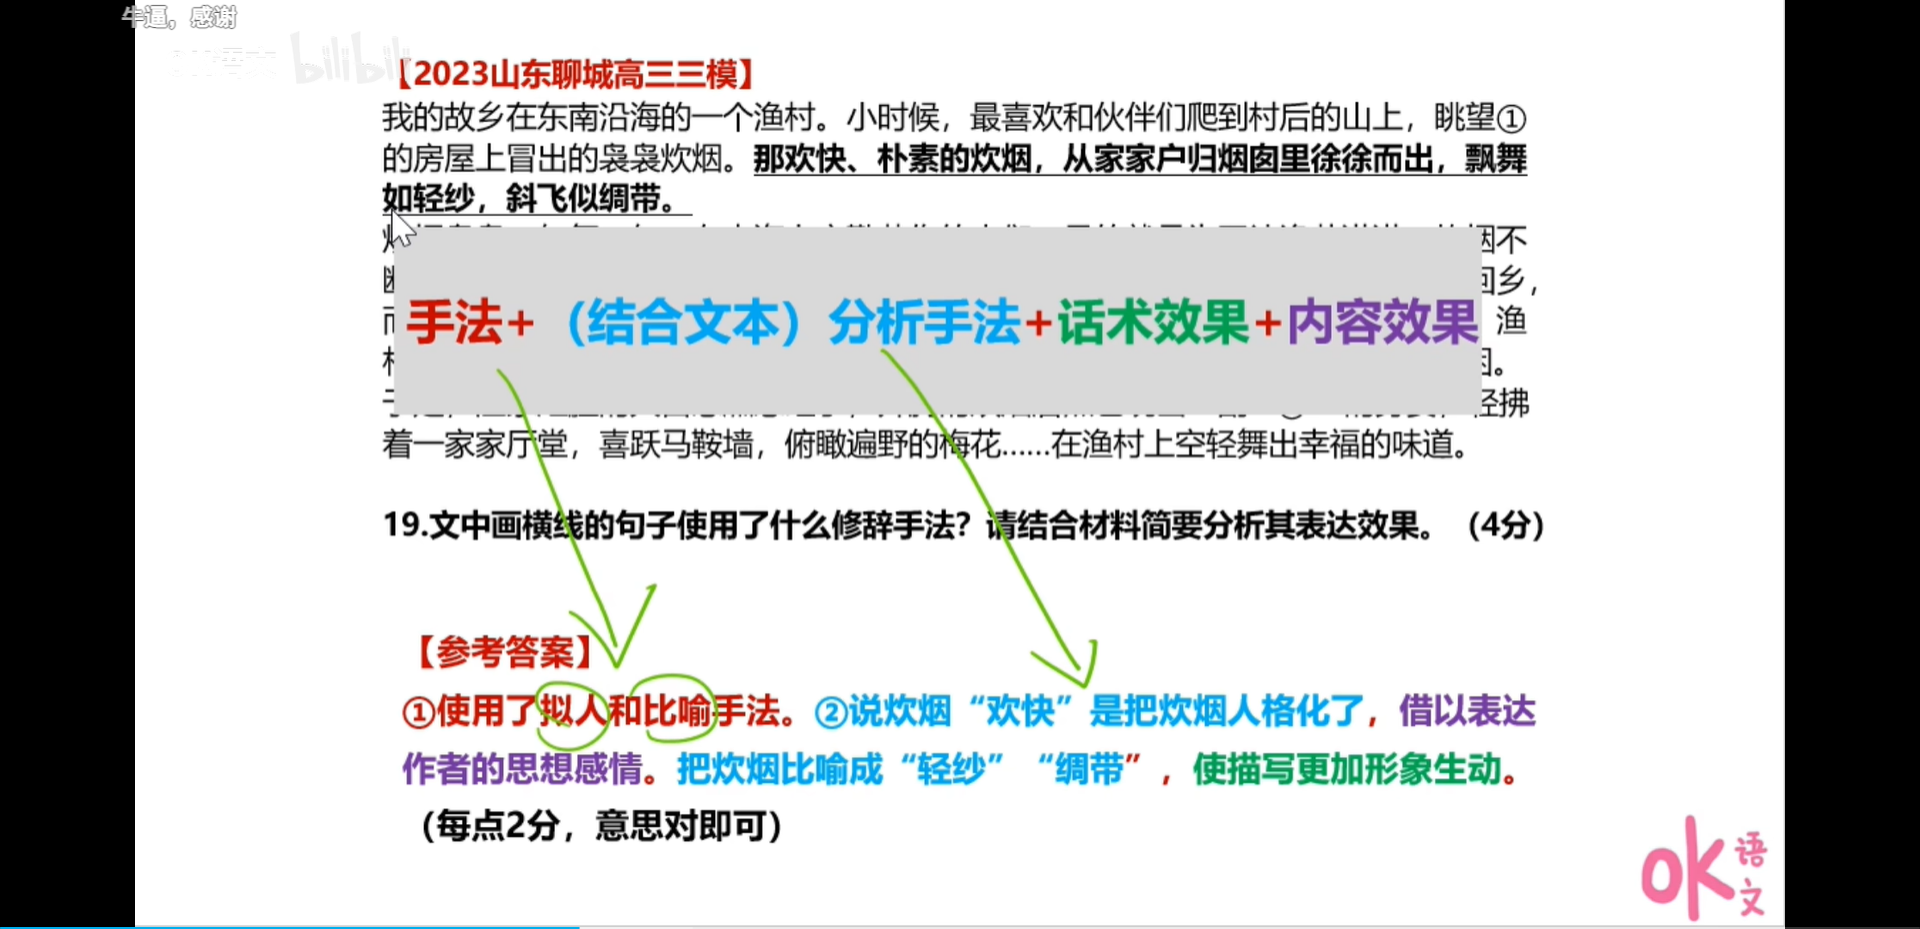 牛逼，感谢
bilibili
【2023山东聊城高三三模】
我的故乡在东南沿海的一个渔村。小时候，最喜欢和伙伴们爬到村后的山上，眺望①
的房屋上冒出的袅袅炊烟。那欢快、朴素的炊烟，从家家户归烟囱里徐徐而出，飘舞
如轻纱，斜飞似绸带。
烟不
回乡，
手法+（结合文本）分析手法+话术效果+内容效果
渔
轻拂
着一家家厅堂，喜跃马鞍墙，俯瞰遍野的梅花……在渔村上空轻舞出幸福的味道。
19.文中画横线的句子使用了什么修辞手法？请结合材料简要分析其表达效果。（4分）
【参考答案】
①使用了拟人和比喻手法。②说炊烟“欢快”是把炊烟人格化了，借以表达
作者的思想感情。把炊烟比喻成“轻纱”“绸带”，使描写更加形象生动。
（每点2分，意思对即可）
ok语文